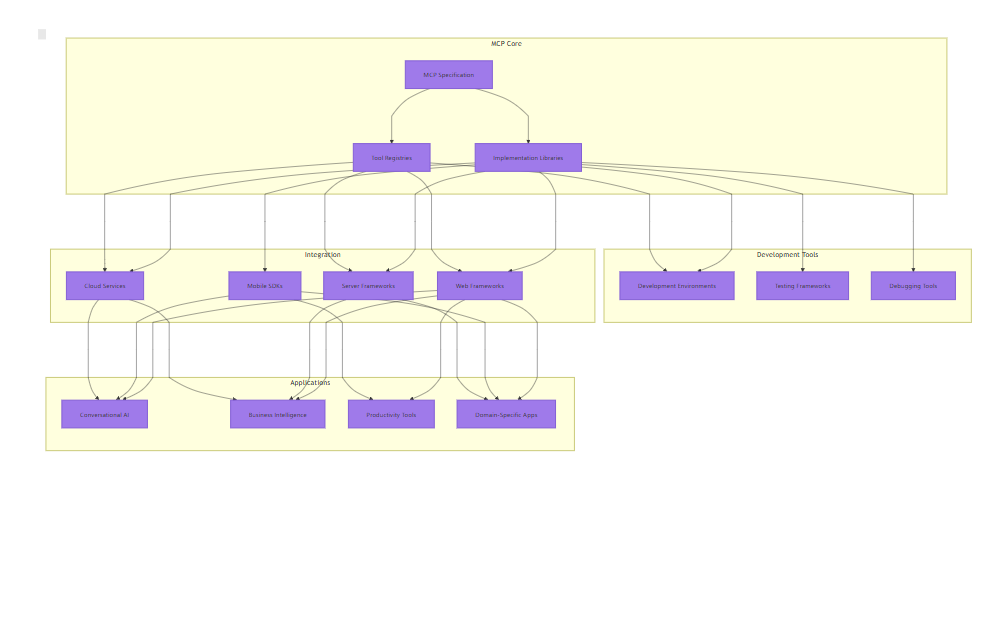 MCP Core
MCP Specification
Tool Registries
Implementation Libraries
Integration
Development Tools
Cloud Services
Mobile SDKs
Server Frameworks
Web Frameworks
Development Environments
Testing Frameworks
Debugging Tools
Applications
Conversational AI
Business Intelligence
Productivity Tools
Domain-Specific Apps